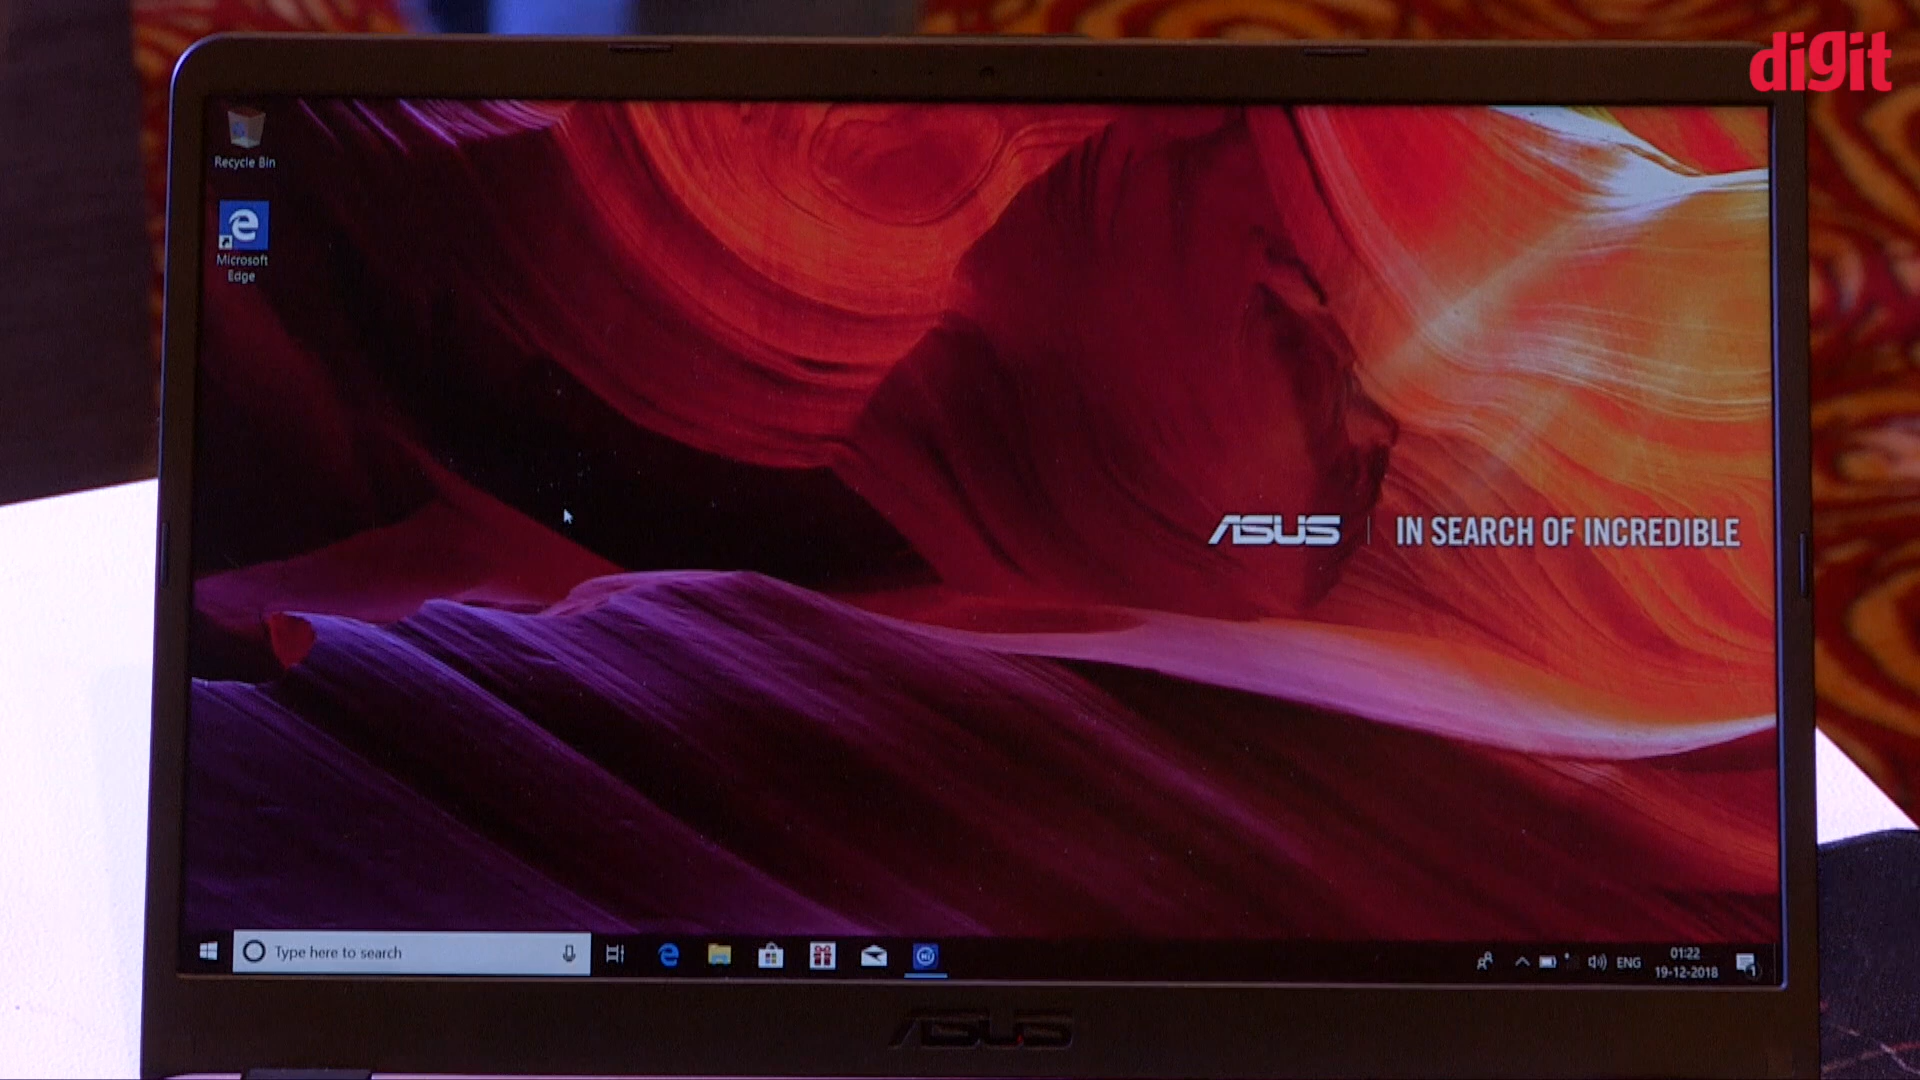 digit
Recycle Bin
Microsoft
Edge
ASUS | IN SEARCH OF INCREDIBLE
Type here to search
ENG
01:22
19-12-2018
1
ASUS